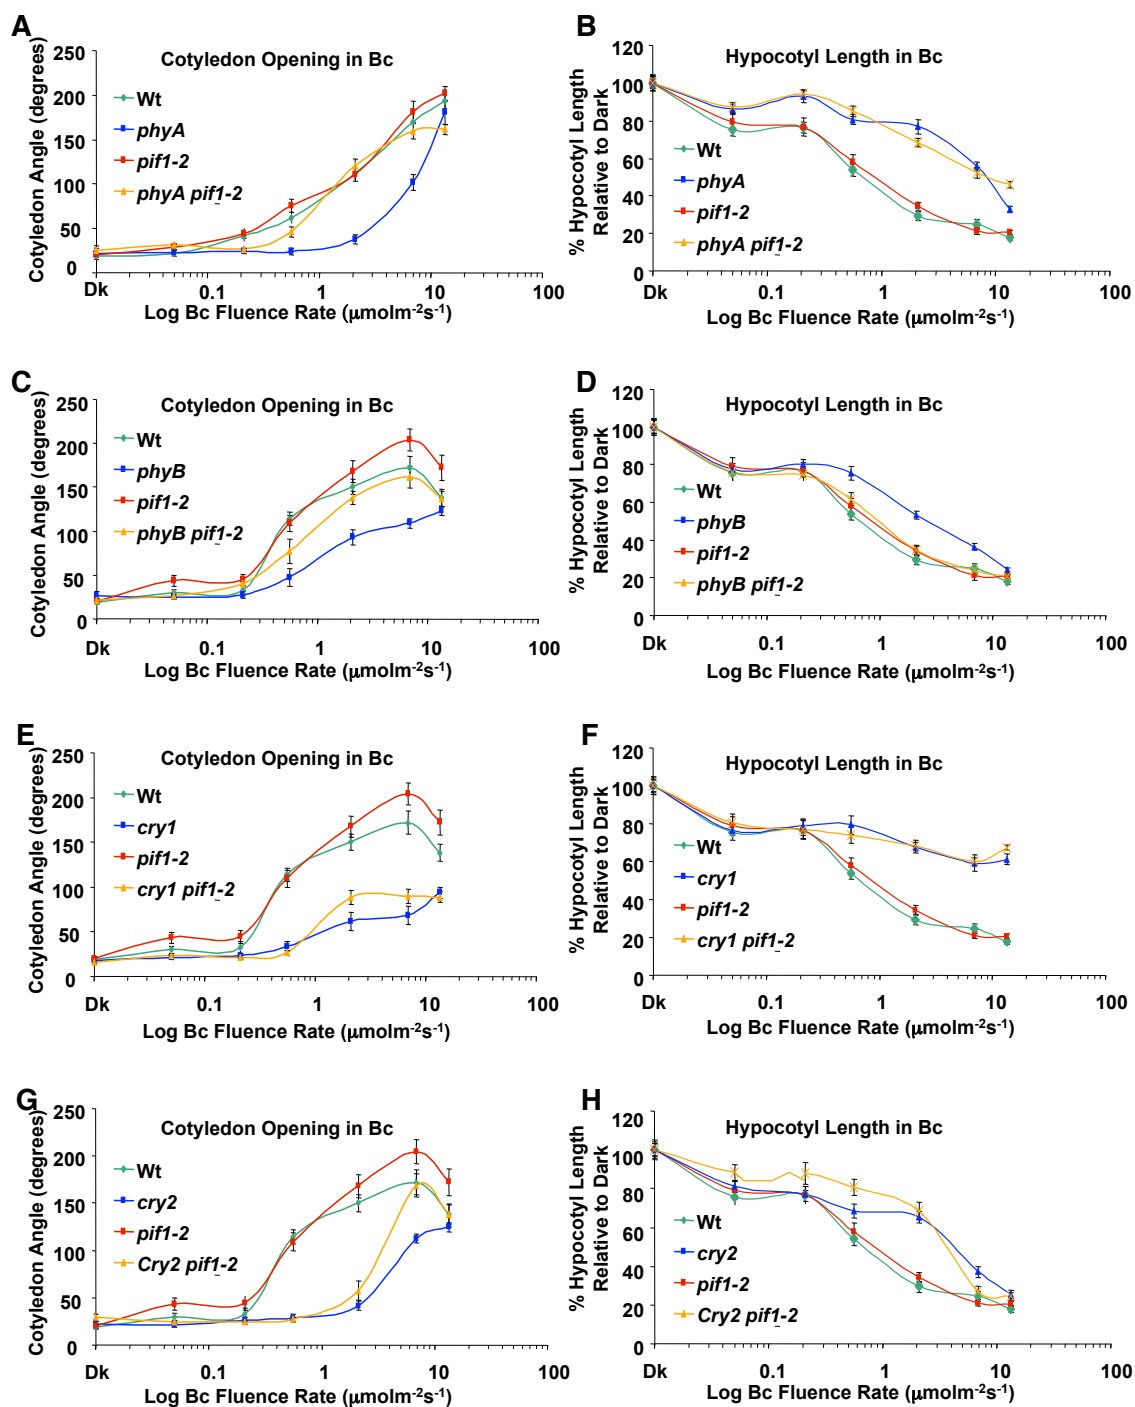 A
Cotyledon Opening in Bc
Cotyledon Angle (degrees)
250
200
150
100
50
0
Wt
phyA
pif1-2
phyA pif1-2
Dk 0.1 1 10 100
Log Bc Fluence Rate (μmolm-2s-1)
B
Hypocotyl Length in Bc
% Hypocotyl Length
Relative to Dark
120
100
80
60
40
20
0
Wt
phyA
pif1-2
phyA pif1-2
Dk 0.1 1 10 100
Log Bc Fluence Rate (μmolm-2s-1)
C
Cotyledon Opening in Bc
Cotyledon Angle (degrees)
250
200
150
100
50
0
Wt
phyB
pif1-2
phyB pif1-2
Dk 0.1 1 10 100
Log Bc Fluence Rate (μmolm-2s-1)
D
Hypocotyl Length in Bc
% Hypocotyl Length
Relative to Dark
120
100
80
60
40
20
0
Wt
phyB
pif1-2
phyB pif1-2
Dk 0.1 1 10 100
Log Bc Fluence Rate (μmolm-2s-1)
E
Cotyledon Opening in Bc
Cotyledon Angle (degrees)
250
200
150
100
50
0
Wt
cry1
pif1-2
cry1 pif1-2
Dk 0.1 1 10 100
Log Bc Fluence Rate (μmolm-2s-1)
F
Hypocotyl Length in Bc
% Hypocotyl Length
Relative to Dark
120
100
80
60
40
20
0
Wt
cry1
pif1-2
cry1 pif1-2
Dk 0.1 1 10 100
Log Bc Fluence Rate (μmolm-2s-1)
G
Cotyledon Opening in Bc
Cotyledon Angle (degrees)
250
200
150
100
50
0
Wt
cry2
pif1-2
Cry2 pif1-2
Dk 0.1 1 10 100
Log Bc Fluence Rate (μmolm-2s-1)
H
Hypocotyl Length in Bc
% Hypocotyl Length
Relative to Dark
120
100
80
60
40
20
0
Wt
cry2
pif1-2
Cry2 pif1-2
Dk 0.1 1 10 100
Log Bc Fluence Rate (μmolm-2s-1)